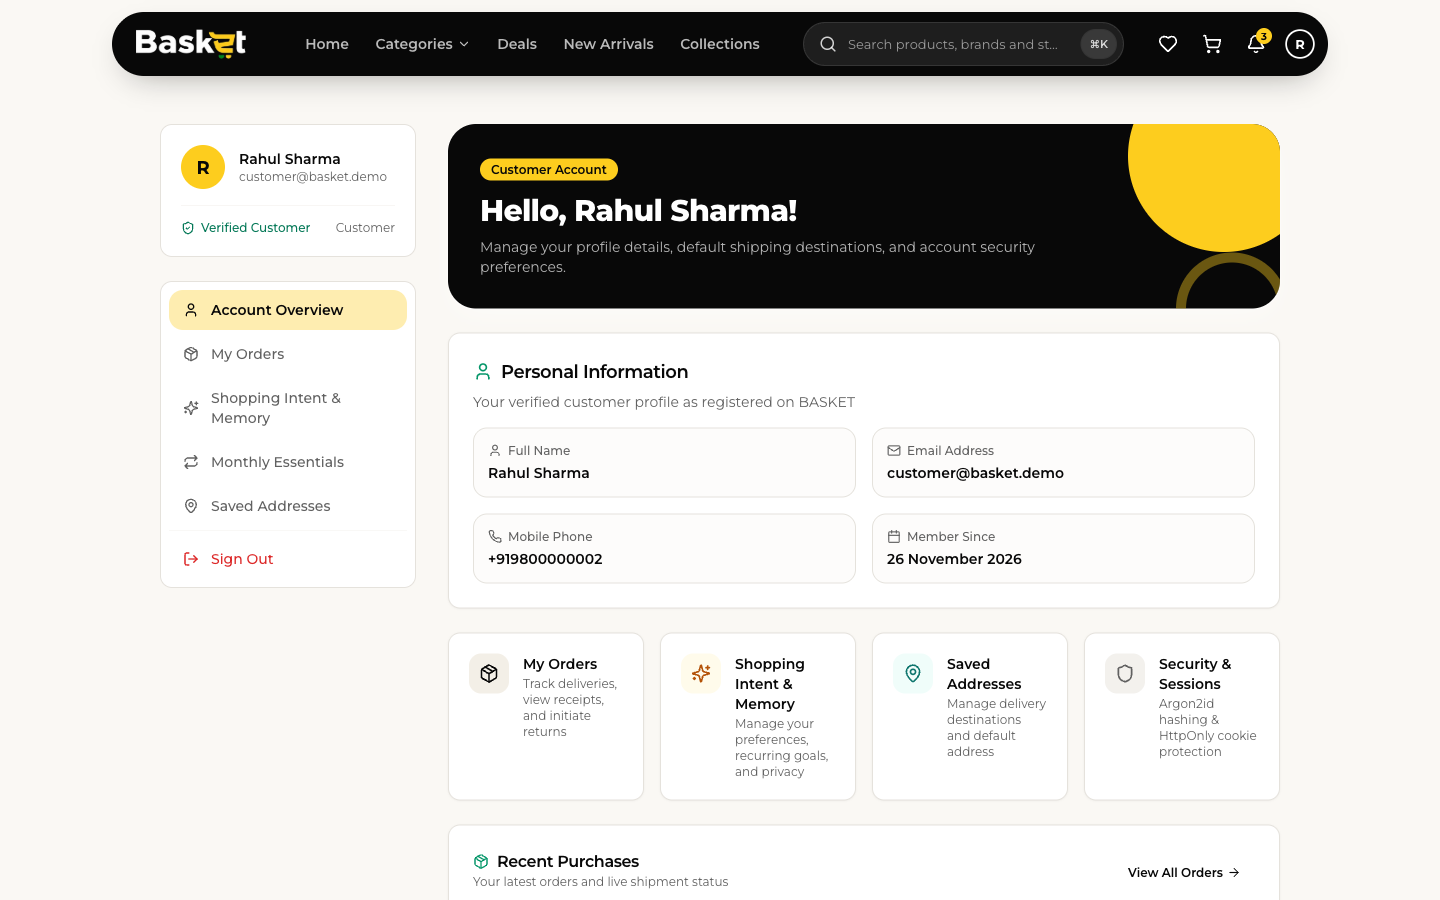 Basket
Home
Categories
Deals
New Arrivals
Collections
Search products, brands and st...
⌘K
3
R
R
Rahul Sharma
customer@basket.demo
Verified Customer
Customer
Account Overview
My Orders
Shopping Intent &
Memory
Monthly Essentials
Saved Addresses
Sign Out
Customer Account
Hello, Rahul Sharma!
Manage your profile details, default shipping destinations, and account security
preferences.
Personal Information
Your verified customer profile as registered on BASKET
Full Name
Rahul Sharma
Email Address
customer@basket.demo
Mobile Phone
+919800000002
Member Since
26 November 2026
My Orders
Track deliveries,
view receipts,
and initiate
returns
Shopping
Intent &
Memory
Manage your
preferences,
recurring goals,
and privacy
Saved
Addresses
Manage delivery
destinations
and default
address
Security &
Sessions
Argon2id
hashing &
HttpOnly cookie
protection
Recent Purchases
Your latest orders and live shipment status
View All Orders →